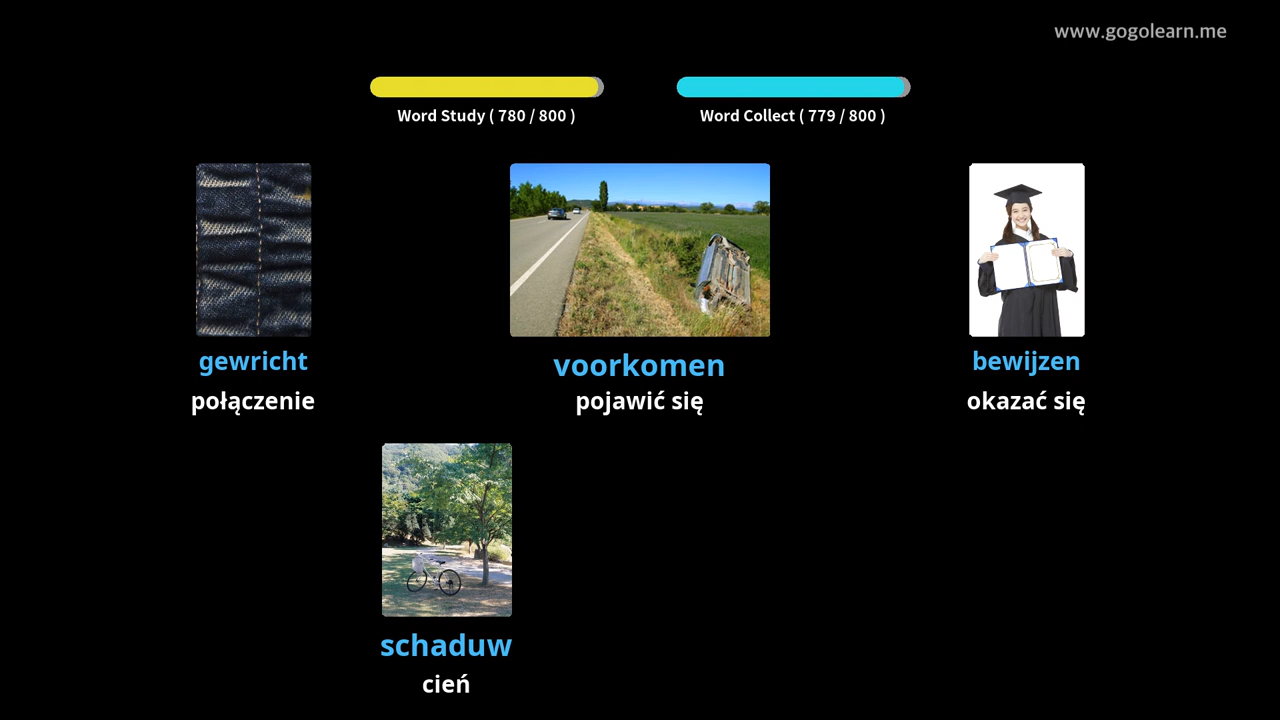 www.gogolearn.me
Word Study ( 780 / 800 )
Word Collect ( 779 / 800 )
gewricht
połączenie
voorkomen
pojawić się
bewijzen
okazać się
schaduw
cień